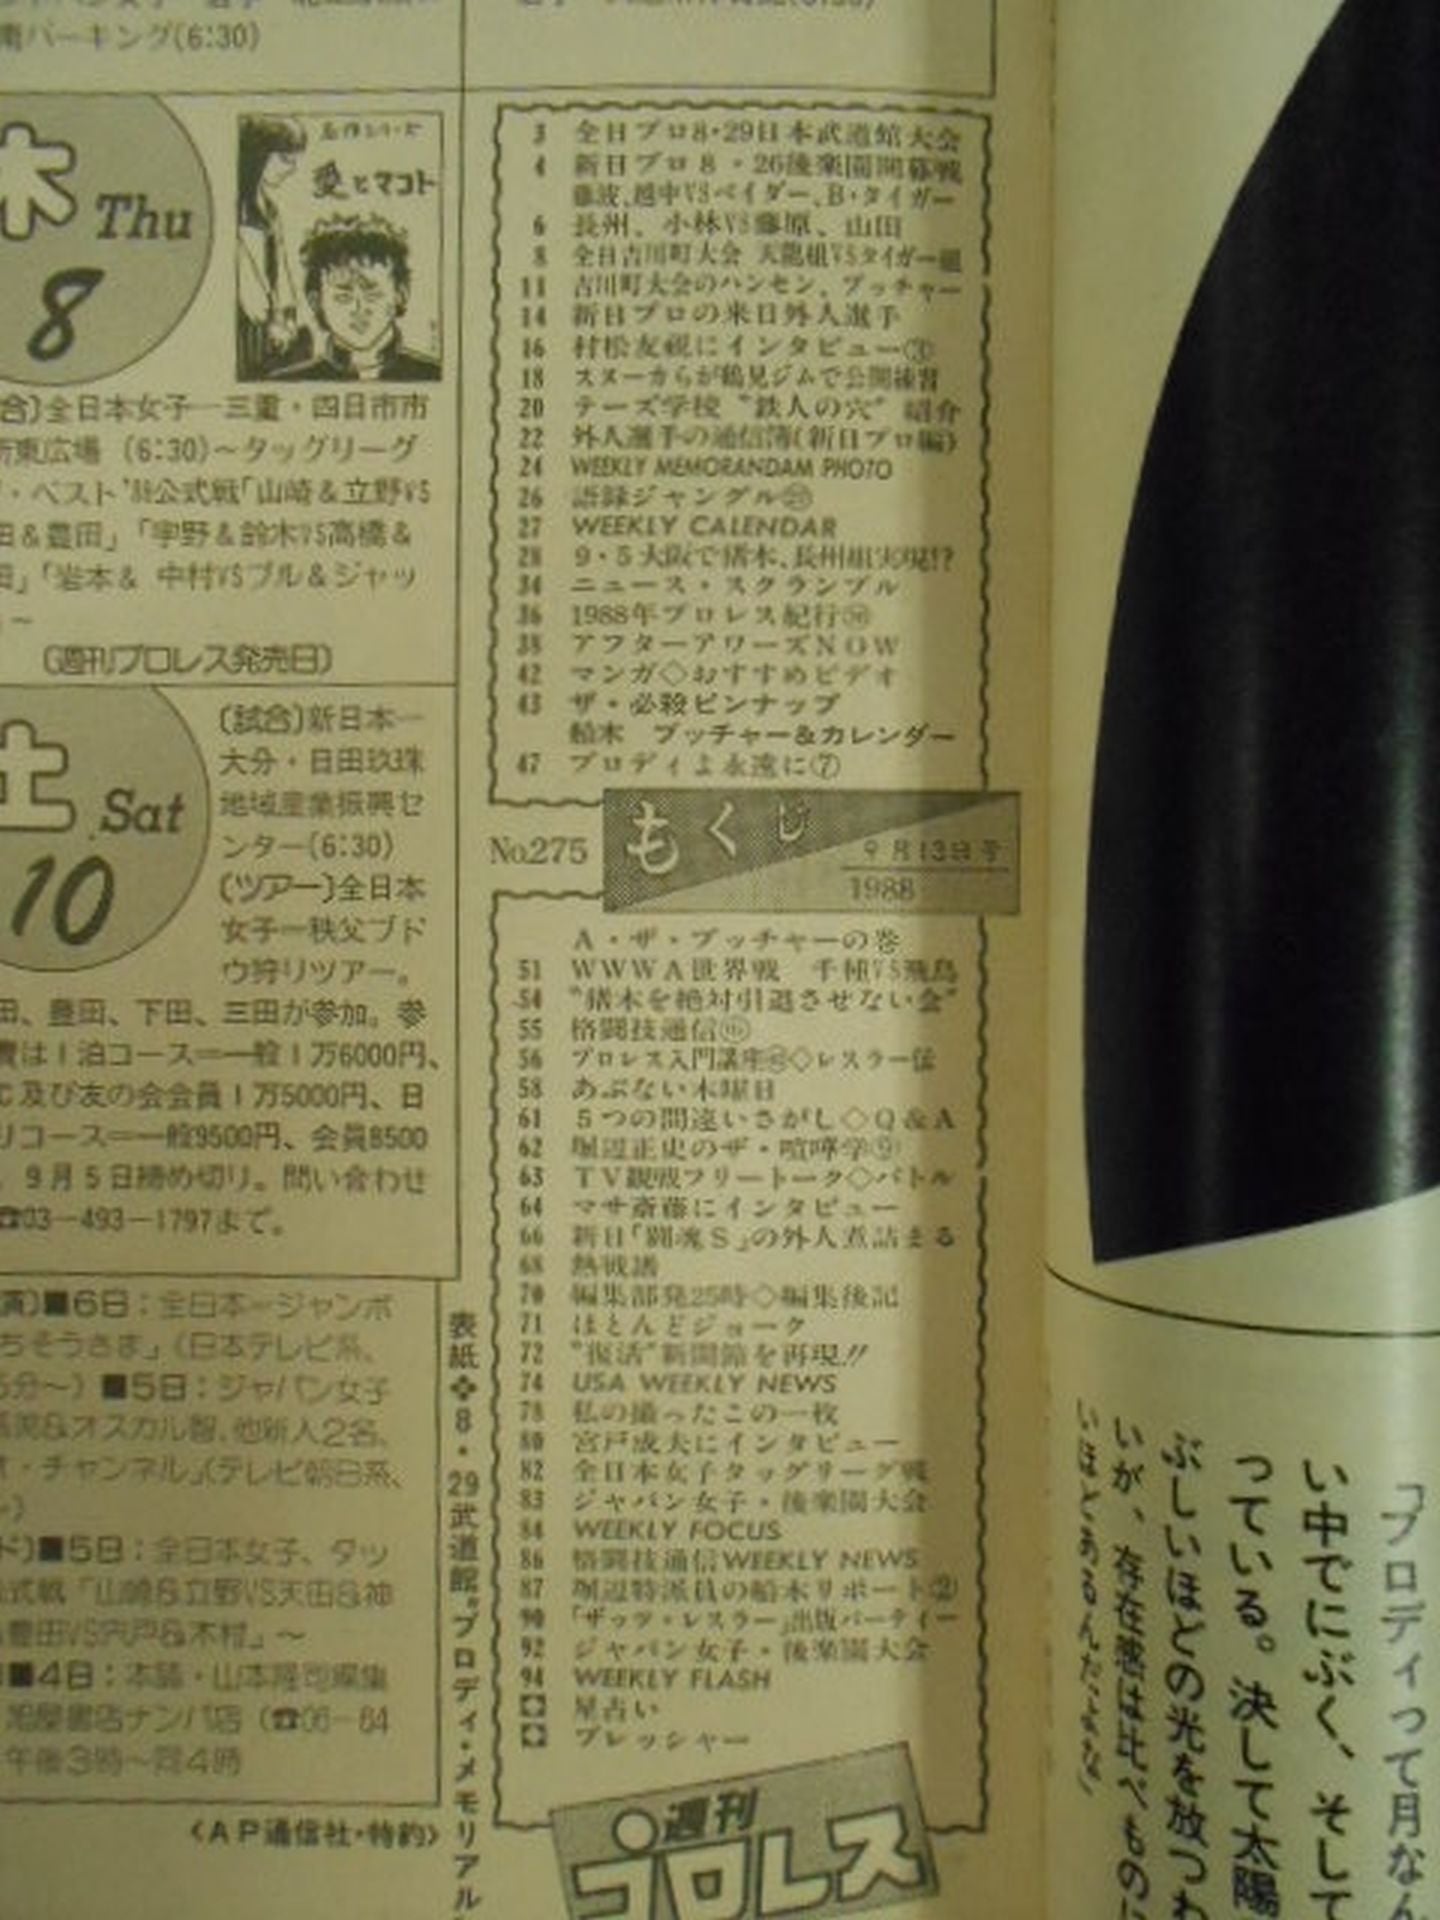 南パーキング(6:30)
木 Thu
8
愛とマコト
合〕全日本女子―三重・四日市市
所東広場 (6:30)～タッグリーグ
・ベスト'88公式戦「山崎&立野VS
田&豊田」「宇野&鈴木VS高橋&
田」「岩本& 中村VSブル&ジャッ
～
〔週刊プロレス発売日〕
土 Sat
10
〔試合〕新日本―
大分・日田玖珠
地域産業振興セ
ンター(6:30)
〔ツアー〕全日本
女子―秩父ブド
ウ狩りツアー。
田、豊田、下田、三田が参加。参
費は1泊コース=一般1万6000円、
C及び友の会会員1万5000円、日
リコース=一般9500円、会員8500
。9月5日締め切り。問い合わせ
☎03−493−1797まで。
演〕■6日：全日本=ジャンボ
ちそうさま」(日本テレビ系、
5分～) ■5日：ジャパン女子
&オスカル智、他新人2名、
・チャンネル」(テレビ朝日系、
～)
ド〕■5日：全日本女子、タッ
公式戦「山崎&立野VS天田&神
豊田VS宍戸&木村」～
■4日：本誌・山本隆司編集
旭屋書店ナンバ店 (☎06−64
午後3時～同4時
〈AP通信社・特約〉
表紙❖8・29武道館。ブロディ・メモリアル
3 全日プロ8・29日本武道館大会
4 新日プロ8・26後楽園開幕戦
難波、越中VSベイダー、B・タイガー
6 長州、小林VS藤原、山田
8 全日吉川町大会 天龍組VSタイガー組
11 吉川町大会のハンセン、ブッチャー
14 新日プロの来日外人選手
16 村松友視にインタビュー③
18 スヌーカらが鶴見ジムで公開練習
20 テーズ学校 "鉄人の穴" 紹介
22 外人選手の通信簿(新日プロ編)
24 WEEKLY MEMORANDAM PHOTO
26 語録ジャングル
27 WEEKLY CALENDAR
28 9・5大阪で猪木、長州組実現!?
34 ニュース・スクランブル
36 1988年プロレス紀行
38 アフターアワーズNOW
42 マンガ◇おすすめビデオ
43 ザ・必殺ピンナップ
船木 ブッチャー&カレンダー
47 ブロディよ永遠に⑦
No.275 もくじ 9月13日号
1988
A・ザ・ブッチャーの巻
51 WWWA世界戦 千種VS飛鳥
54 "猪木を絶対引退させない会"
55 格闘技通信
56 プロレス入門講座◇レスラー伝
58 あぶない木曜日
61 5つの間違いさがし◇Q&A
62 堀辺正史のザ・喧嘩学⑨
63 TV観戦フリートーク◇バトル
64 マサ斎藤にインタビュー
66 新日「闘魂S」の外人煮詰まる
68 熱戦譜
70 編集部発25時◇編集後記
71 ほとんどジョーク
72 "復活"新間節を再現!!
74 USA WEEKLY NEWS
78 私の撮ったこの一枚
80 宮戸成夫にインタビュー
82 全日本女子タッグリーグ戦
83 ジャパン女子・後楽園大会
84 WEEKLY FOCUS
86 格闘技通信WEEKLY NEWS
87 堀辺特派員の船木リポート②
90 「ザッツ・レスラー」出版パーティー
92 ジャパン女子・後楽園大会
94 WEEKLY FLASH
星占い
プレッシャー
週刊
プロレス
「ブロディって月なん
い中でにぶく、そして
っている。決して太陽
ぶしいほどの光を放つわ
いが、存在感は比べものに
いほどあるんだよな」